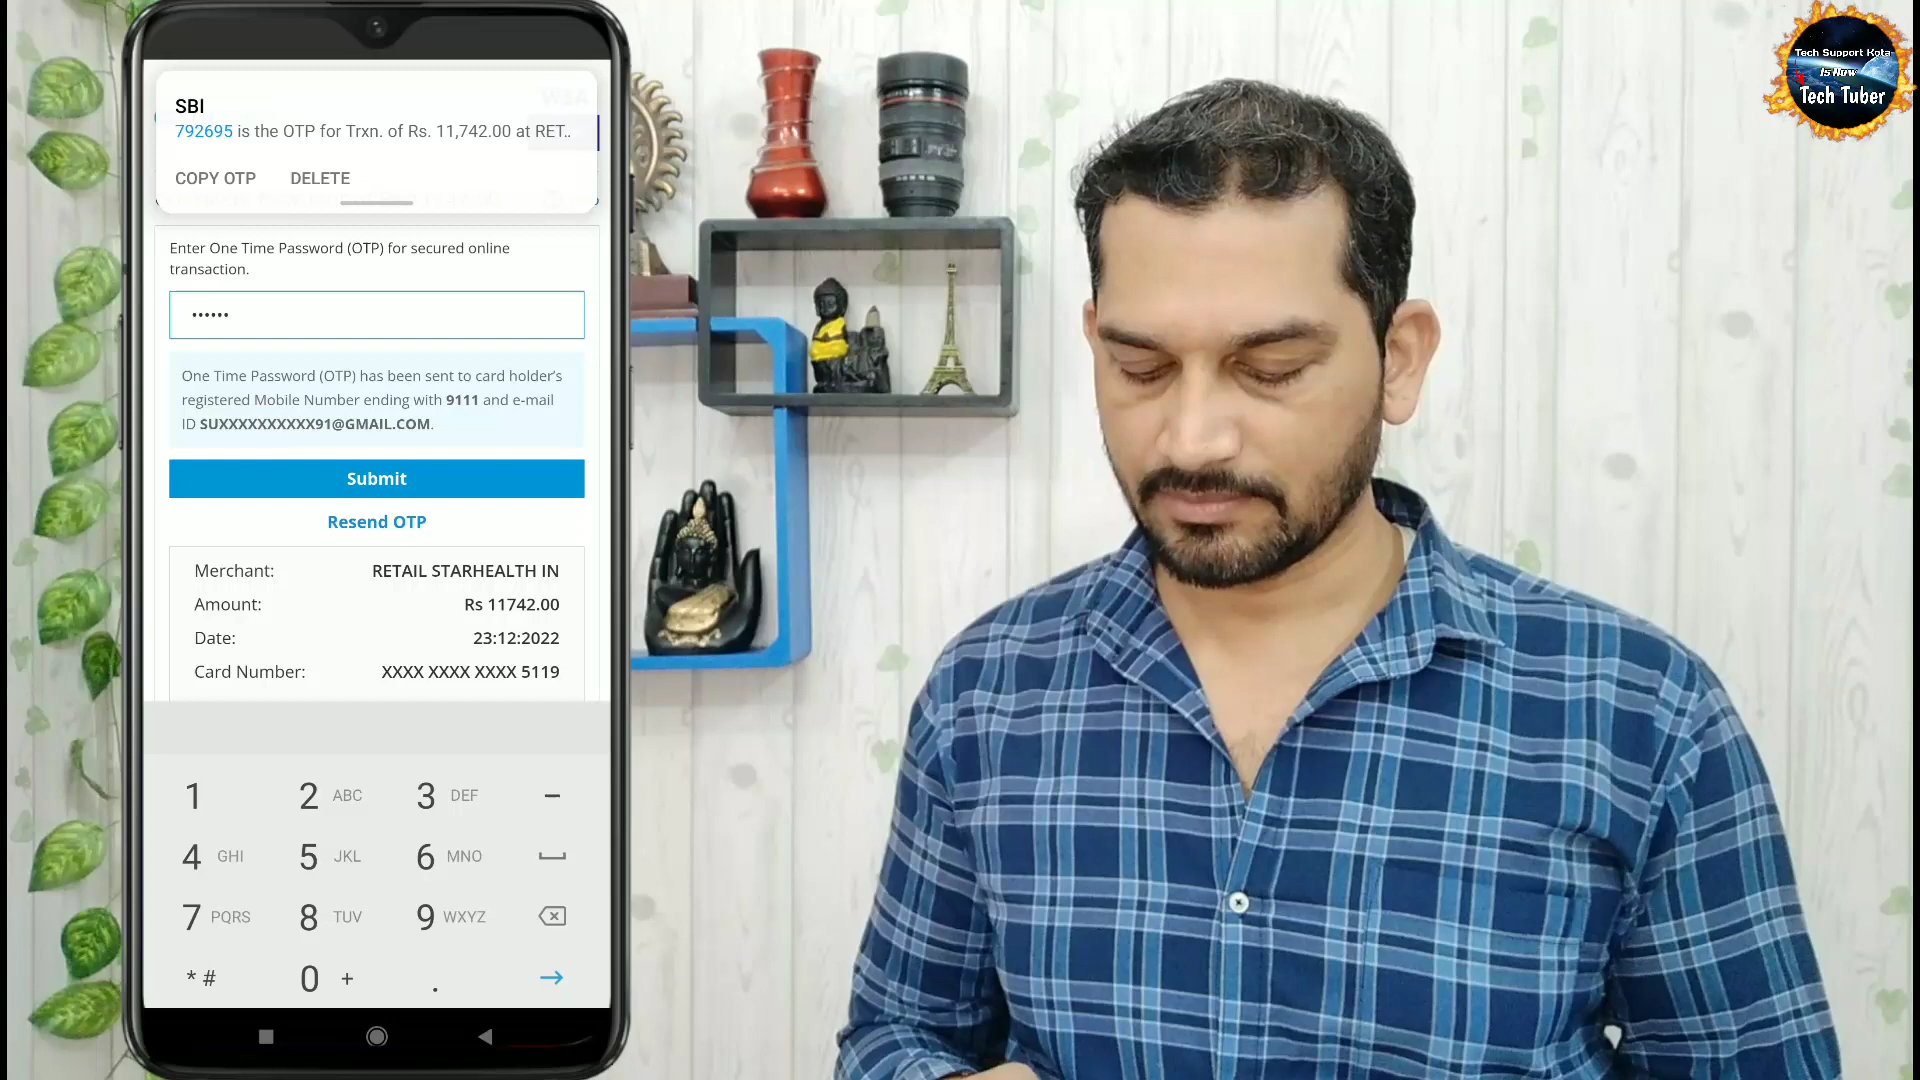 SBI
792695 is the OTP for Trxn. of Rs. 11,742.00 at RET..
COPY OTP DELETE
Enter One Time Password (OTP) for secured online
transaction.
••••••
One Time Password (OTP) has been sent to card holder’s
registered Mobile Number ending with 9111 and e-mail
ID SUXXXXXXXXXX91@GMAIL.COM.
Submit
Resend OTP
Merchant: RETAIL STARHEALTH IN
Amount: Rs 11742.00
Date: 23:12:2022
Card Number: XXXX XXXX XXXX 5119
1 2 ABC 3 DEF –
4 GHI 5 JKL 6 MNO
7 PQRS 8 TUV 9 WXYZ
* # 0 + .
Tech Support Kota
Is Now
Tech Tuber